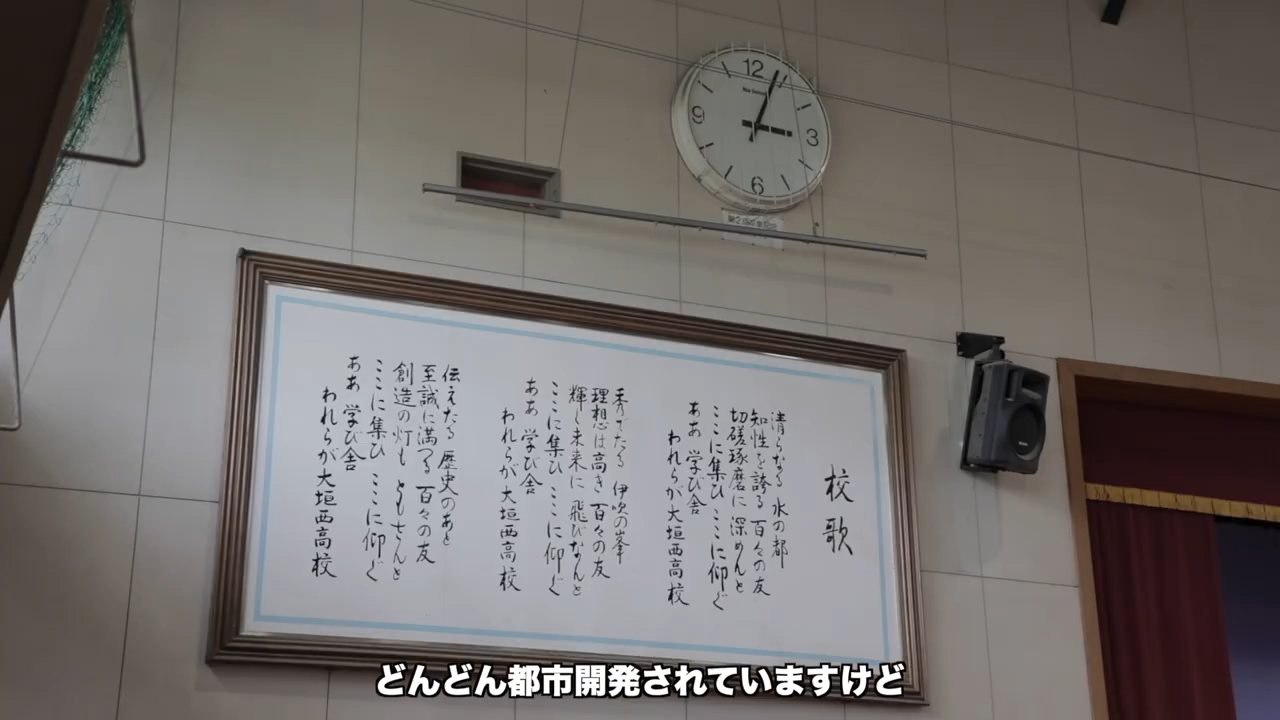 12
3
6
9
校歌
清らなる 水の都
知性を誇る 百々の友
切磋琢磨に 深めんと
ここに集ひ ここに仰ぐ
ああ 学び舎
われらが大垣西高校
秀でたる 伊吹の峯
理想は高き 百々の友
輝く未来に 飛びなんと
ここに集ひ ここに仰ぐ
ああ 学び舎
われらが大垣西高校
伝えたる 歴史のあと
至誠に満つる 百々の友
創造の灯も ともさんと
ここに集ひ ここに仰ぐ
ああ 学び舎
われらが大垣西高校
どんどん都市開発されていますけど